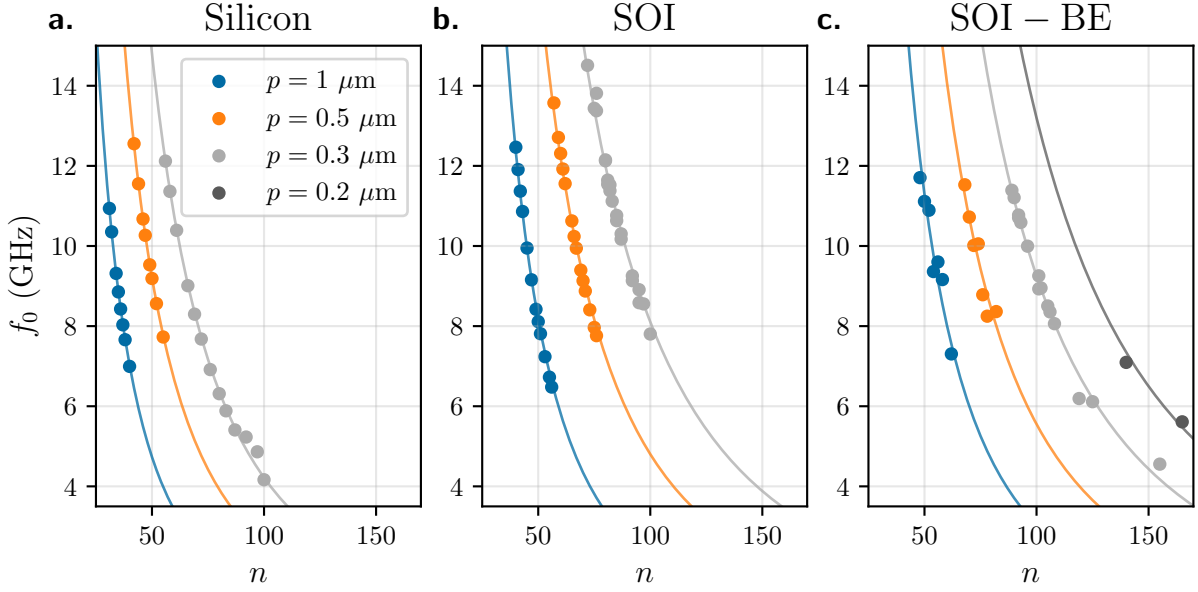 a. Silicon
b. SOI
c. SOI − BE
f₀ (GHz)
14
12
10
8
6
4
p = 1 μm
p = 0.5 μm
p = 0.3 μm
p = 0.2 μm
50 100 150
n
14
12
10
8
6
4
50 100 150
n
14
12
10
8
6
4
50 100 150
n